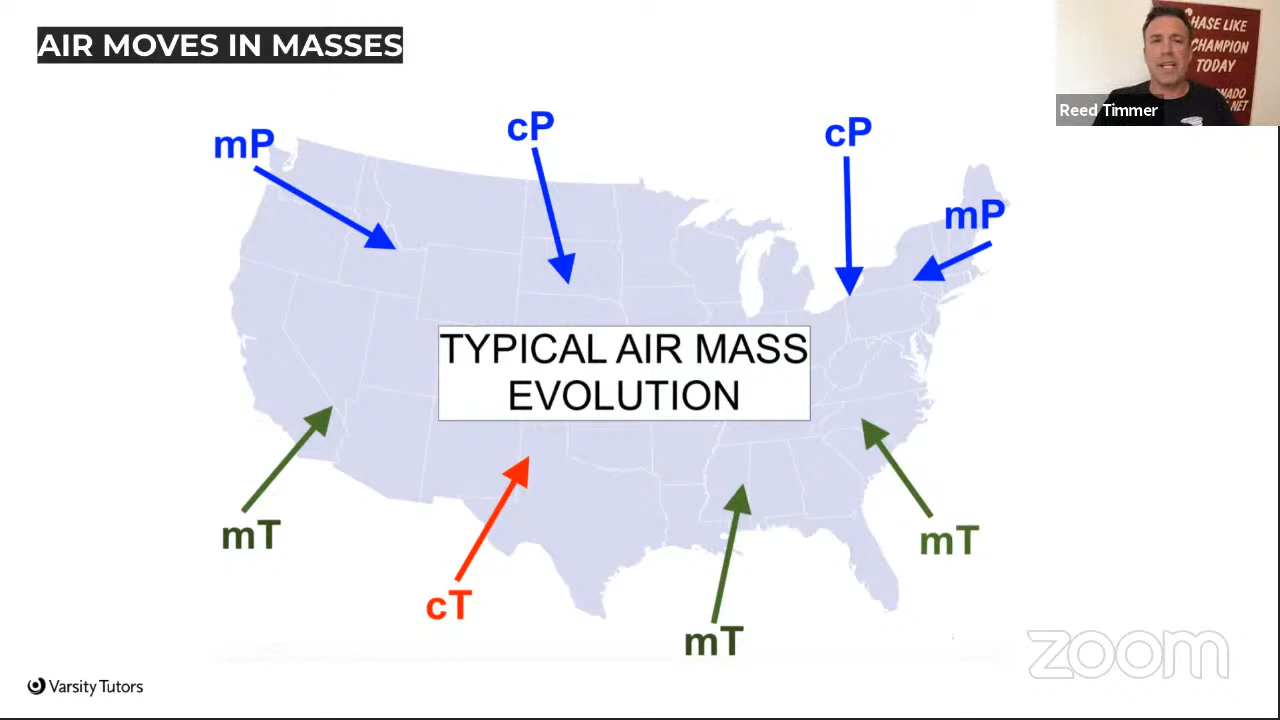 AIR MOVES IN MASSES
CHASE LIKE
CHAMPION
TODAY
NET
Reed Timmer
cP
cP
mP
mP
TYPICAL AIR MASS
EVOLUTION
mT
mT
cT
mT
zoom
Varsity Tutors